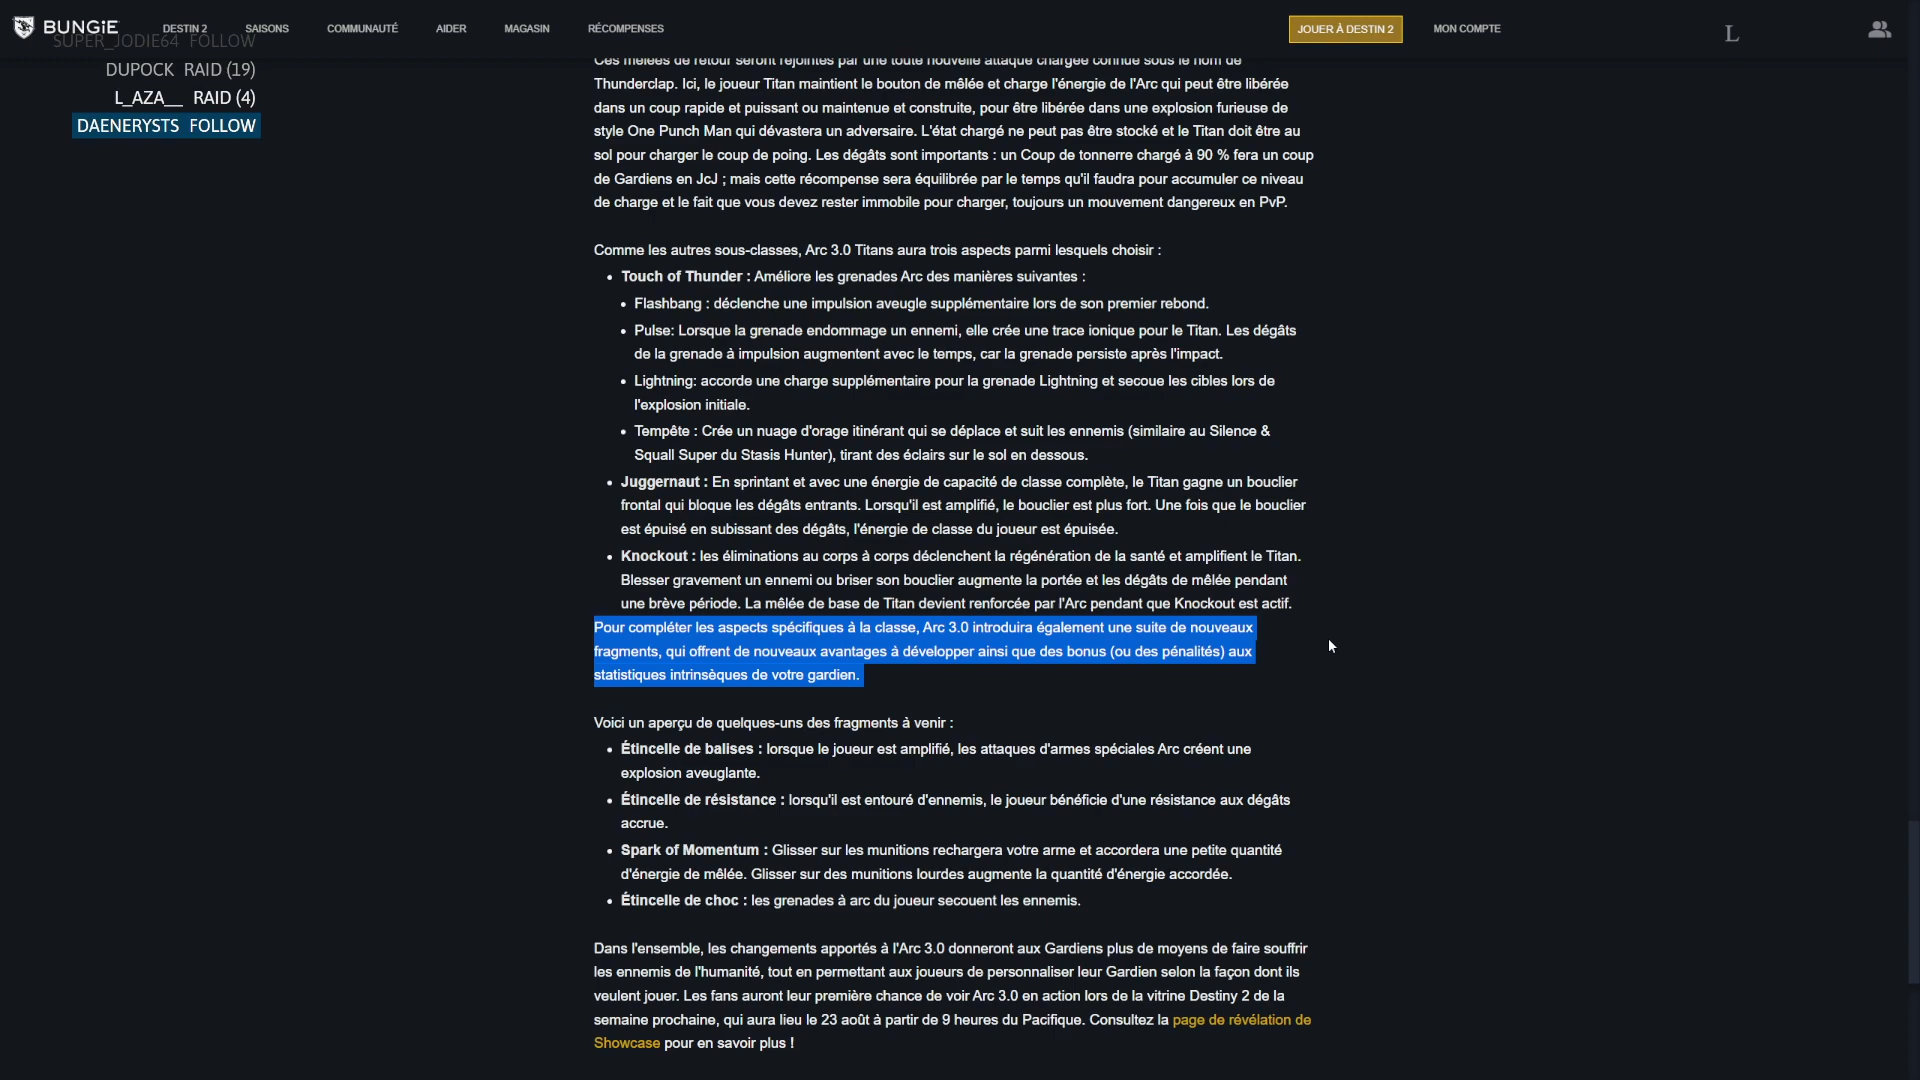 BUNGiE
DESTIN 2 SAISONS COMMUNAUTÉ AIDER MAGASIN RÉCOMPENSES JOUER À DESTIN 2 MON COMPTE L
SUPER_JODIE64 FOLLOW
DUPOCK RAID (19)
L_AZA__ RAID (4)
DAENERYSTS FOLLOW
Ces mêlées de retour seront rejointes par une toute nouvelle attaque chargée connue sous le nom de
Thunderclap. Ici, le joueur Titan maintient le bouton de mêlée et charge l'énergie de l'Arc qui peut être libérée
dans un coup rapide et puissant ou maintenue et construite, pour être libérée dans une explosion furieuse de
style One Punch Man qui dévastera un adversaire. L'état chargé ne peut pas être stocké et le Titan doit être au
sol pour charger le coup de poing. Les dégâts sont importants : un Coup de tonnerre chargé à 90 % fera un coup
de Gardiens en JcJ ; mais cette récompense sera équilibrée par le temps qu'il faudra pour accumuler ce niveau
de charge et le fait que vous devez rester immobile pour charger, toujours un mouvement dangereux en PvP.
Comme les autres sous-classes, Arc 3.0 Titans aura trois aspects parmi lesquels choisir :
• Touch of Thunder : Améliore les grenades Arc des manières suivantes :
• Flashbang : déclenche une impulsion aveugle supplémentaire lors de son premier rebond.
• Pulse: Lorsque la grenade endommage un ennemi, elle crée une trace ionique pour le Titan. Les dégâts
de la grenade à impulsion augmentent avec le temps, car la grenade persiste après l'impact.
• Lightning: accorde une charge supplémentaire pour la grenade Lightning et secoue les cibles lors de
l'explosion initiale.
• Tempête : Crée un nuage d'orage itinérant qui se déplace et suit les ennemis (similaire au Silence &
Squall Super du Stasis Hunter), tirant des éclairs sur le sol en dessous.
• Juggernaut : En sprintant et avec une énergie de capacité de classe complète, le Titan gagne un bouclier
frontal qui bloque les dégâts entrants. Lorsqu'il est amplifié, le bouclier est plus fort. Une fois que le bouclier
est épuisé en subissant des dégâts, l'énergie de classe du joueur est épuisée.
• Knockout : les éliminations au corps à corps déclenchent la régénération de la santé et amplifient le Titan.
Blesser gravement un ennemi ou briser son bouclier augmente la portée et les dégâts de mêlée pendant
une brève période. La mêlée de base de Titan devient renforcée par l'Arc pendant que Knockout est actif.
Pour compléter les aspects spécifiques à la classe, Arc 3.0 introduira également une suite de nouveaux
fragments, qui offrent de nouveaux avantages à développer ainsi que des bonus (ou des pénalités) aux
statistiques intrinsèques de votre gardien.
Voici un aperçu de quelques-uns des fragments à venir :
• Étincelle de balises : lorsque le joueur est amplifié, les attaques d'armes spéciales Arc créent une
explosion aveuglante.
• Étincelle de résistance : lorsqu'il est entouré d'ennemis, le joueur bénéficie d'une résistance aux dégâts
accrue.
• Spark of Momentum : Glisser sur les munitions rechargera votre arme et accordera une petite quantité
d'énergie de mêlée. Glisser sur des munitions lourdes augmente la quantité d'énergie accordée.
• Étincelle de choc : les grenades à arc du joueur secouent les ennemis.
Dans l'ensemble, les changements apportés à l'Arc 3.0 donneront aux Gardiens plus de moyens de faire souffrir
les ennemis de l'humanité, tout en permettant aux joueurs de personnaliser leur Gardien selon la façon dont ils
veulent jouer. Les fans auront leur première chance de voir Arc 3.0 en action lors de la vitrine Destiny 2 de la
semaine prochaine, qui aura lieu le 23 août à partir de 9 heures du Pacifique. Consultez la page de révélation de
Showcase pour en savoir plus !